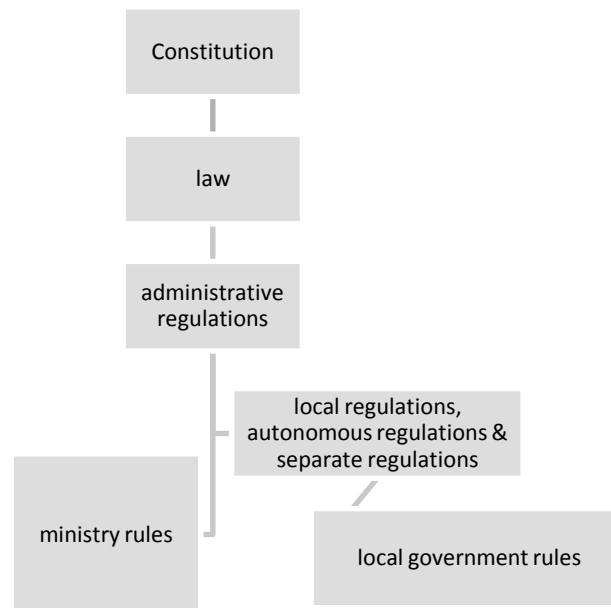 Constitution
law
administrative
regulations
local regulations,
autonomous regulations &
separate regulations
ministry rules
local government rules